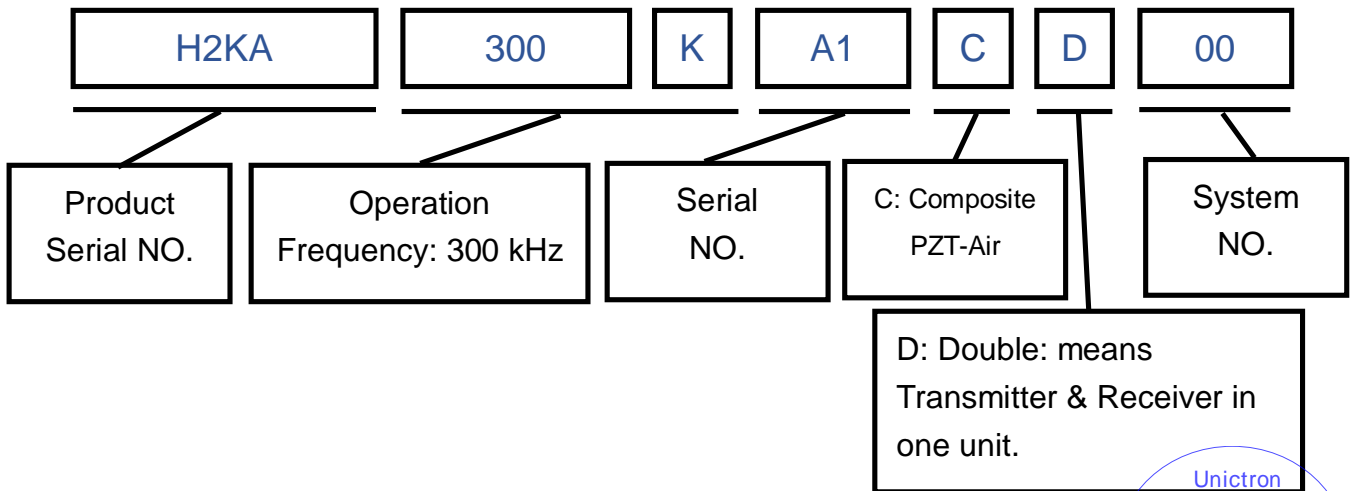 H2KA 300 K A1 C D 00
Product
Serial NO.
Operation
Frequency: 300 kHz
Serial
NO.
C: Composite
PZT-Air
System
NO.
D: Double: means
Transmitter & Receiver in
one unit.
Unictron